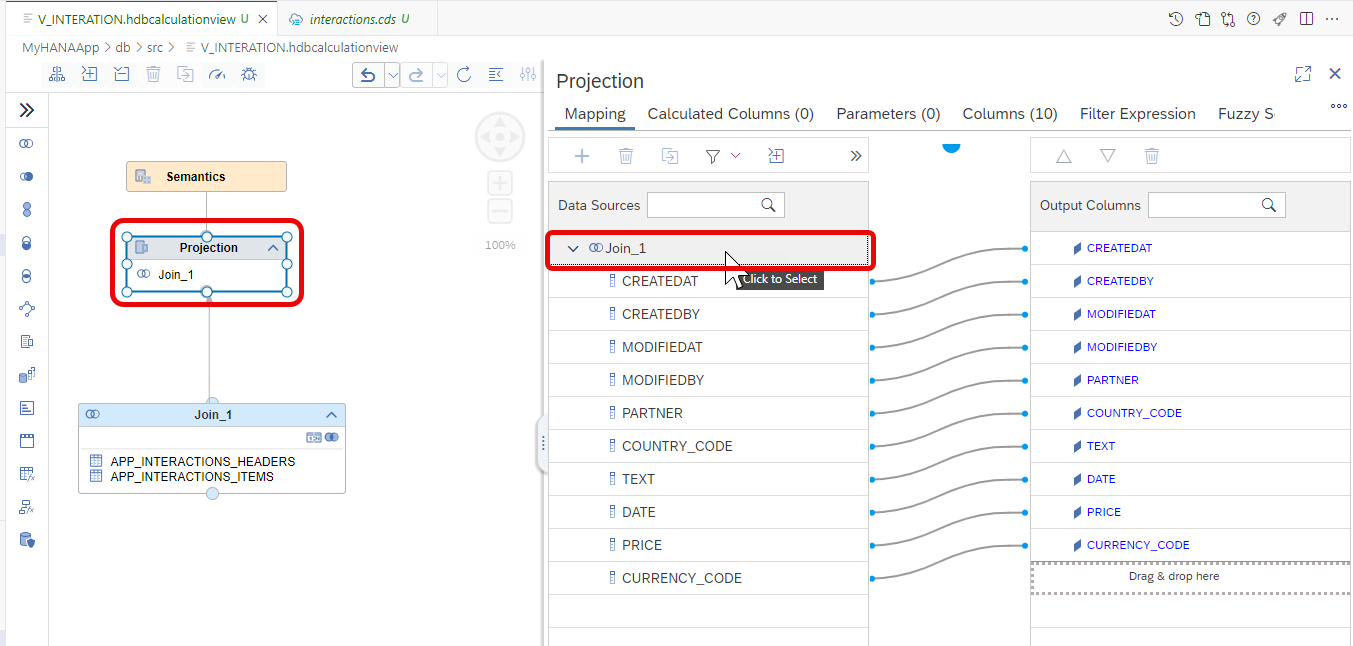 V_INTERATION.hdbcalculationview U
interactions.cds U
MyHANAApp > db > src > V_INTERATION.hdbcalculationview
Semantics
Projection
Join_1
100%
Join_1
APP_INTERACTIONS_HEADERS
APP_INTERACTIONS_ITEMS
Projection
Mapping Calculated Columns (0) Parameters (0) Columns (10) Filter Expression Fuzzy S
Data Sources
Join_1
Click to Select
CREATEDAT
CREATEDBY
MODIFIEDAT
MODIFIEDBY
PARTNER
COUNTRY_CODE
TEXT
DATE
PRICE
CURRENCY_CODE
Output Columns
CREATEDAT
CREATEDBY
MODIFIEDAT
MODIFIEDBY
PARTNER
COUNTRY_CODE
TEXT
DATE
PRICE
CURRENCY_CODE
Drag & drop here